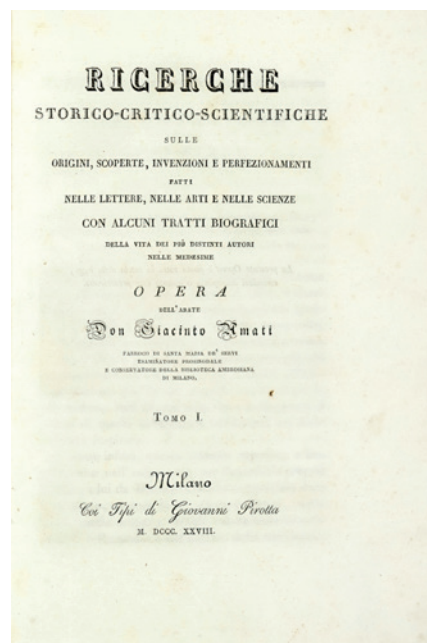 RICERCHE
STORICO-CRITICO-SCIENTIFICHE
SULLE
ORIGINI, SCOPERTE, INVENZIONI E PERFEZIONAMENTI
FATTI
NELLE LETTERE, NELLE ARTI E NELLE SCIENZE
CON ALCUNI TRATTI BIOGRAFICI
DELLA VITA DEI PIÙ DISTINTI AUTORI
NELLE MEDESIME
OPERA
DELL'ABATE
Don Giacinto Amati
PARROCO DI SANTA MARIA DE' SERVI
ESAMINATORE PROSINODALE
E CONSERVATORE DELLA BIBLIOTECA AMBROSIANA
DI MILANO.
TOMO I.
Milano
Coi Tipi di Giovanni Pirotta
M. DCCC. XXVIII.